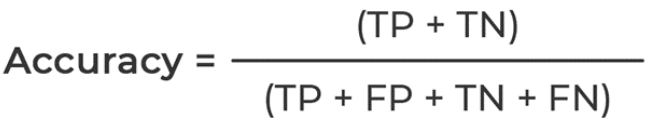 (TP + TN)
Accuracy =
(TP + FP + TN + FN)